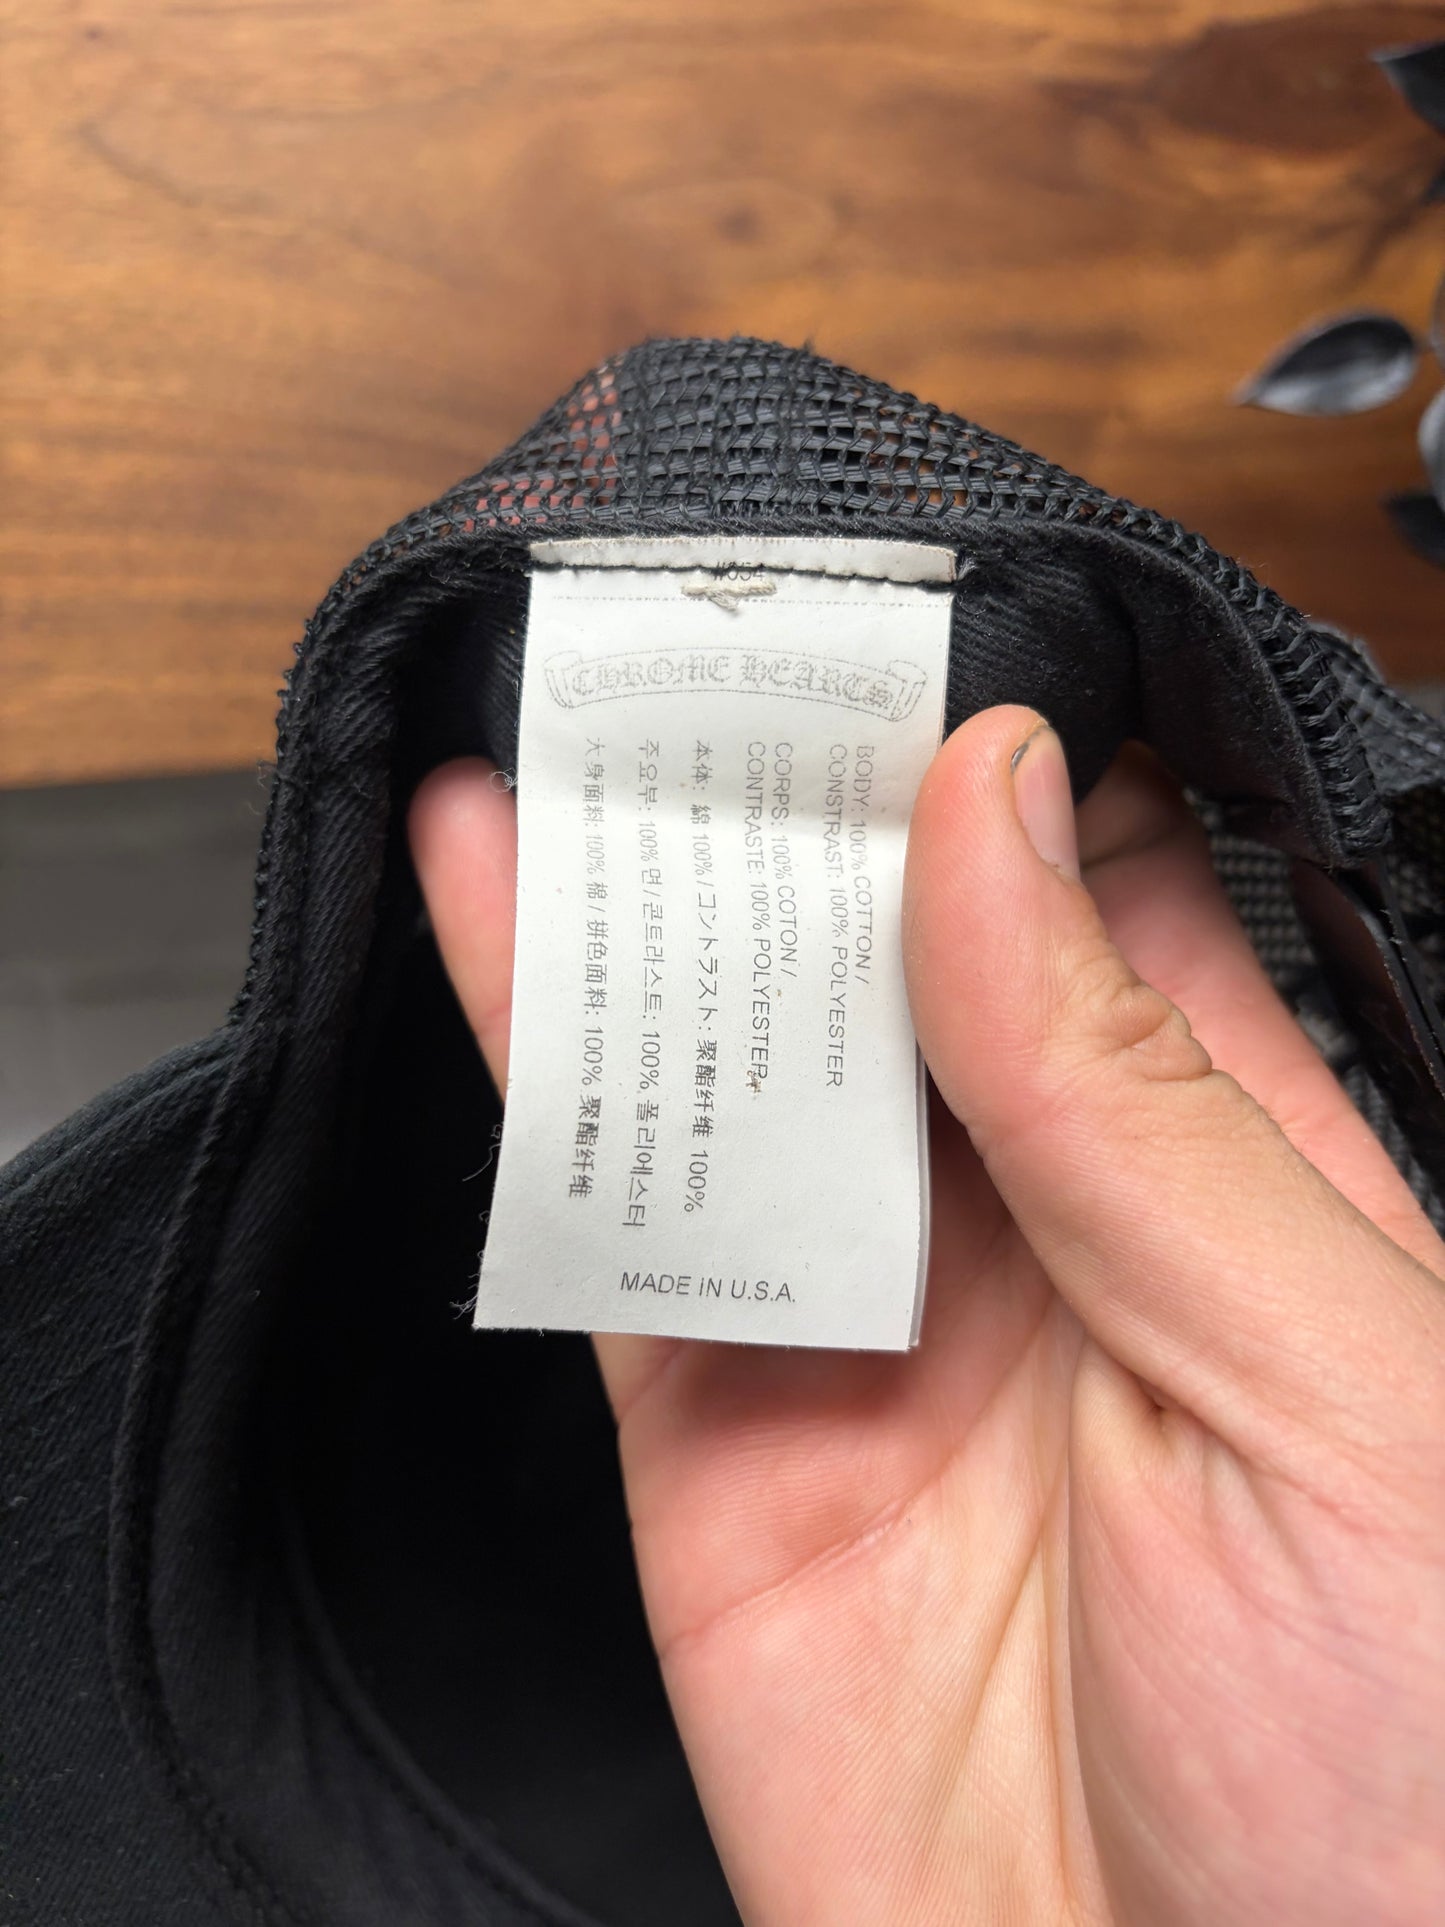 #554
CHROME HEARTS
BODY: 100% COTTON /
CONSTRAST: 100% POLYESTER
CORPS: 100% COTON /
CONTRASTE: 100% POLYESTER
本体: 綿 100% / コントラスト: 聚酯纤维 100%
주요부: 100% 면 / 콘트라스트: 100% 폴리에스터
大身面料: 100% 棉 / 拼色面料: 100% 聚酯纤维
MADE IN U.S.A.